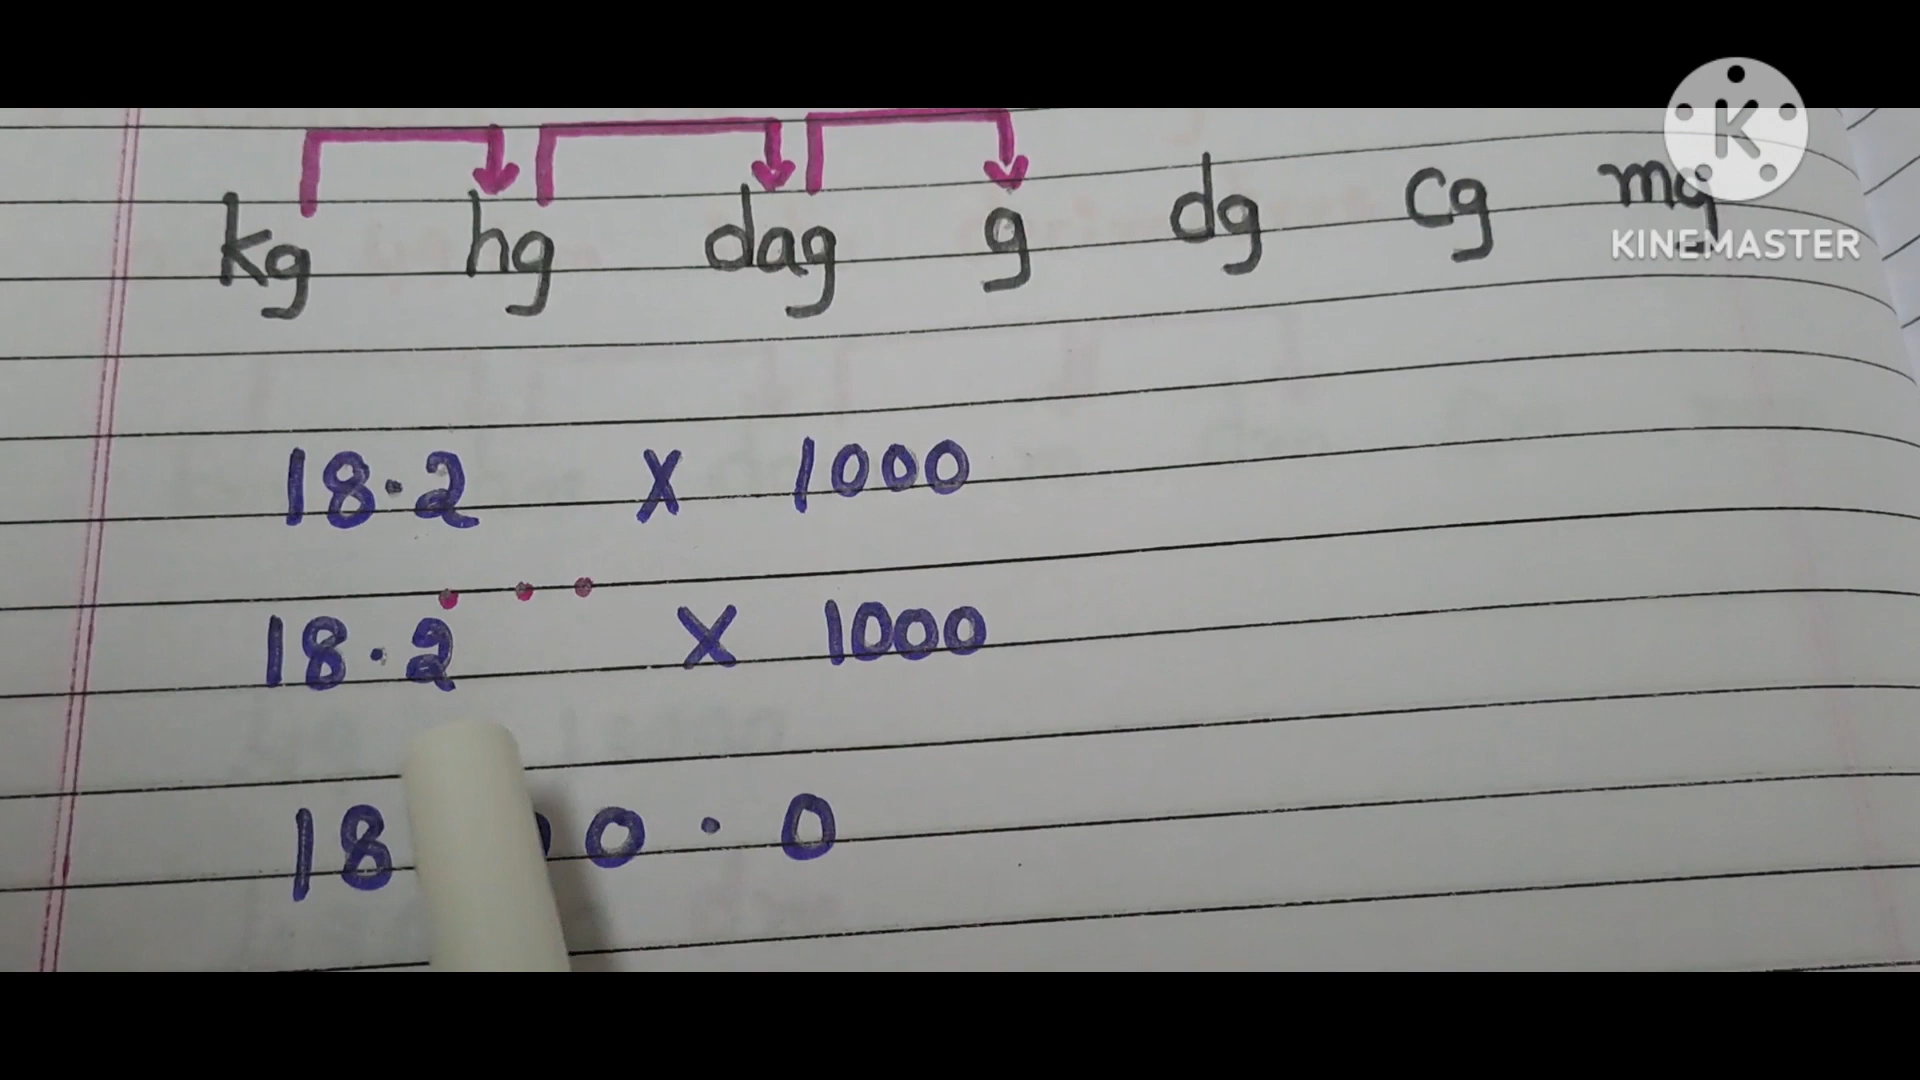 K
KINEMASTER
kg hg dag g dg cg mg
18.2 x 1000
18.2 x 1000
18 0 . 0